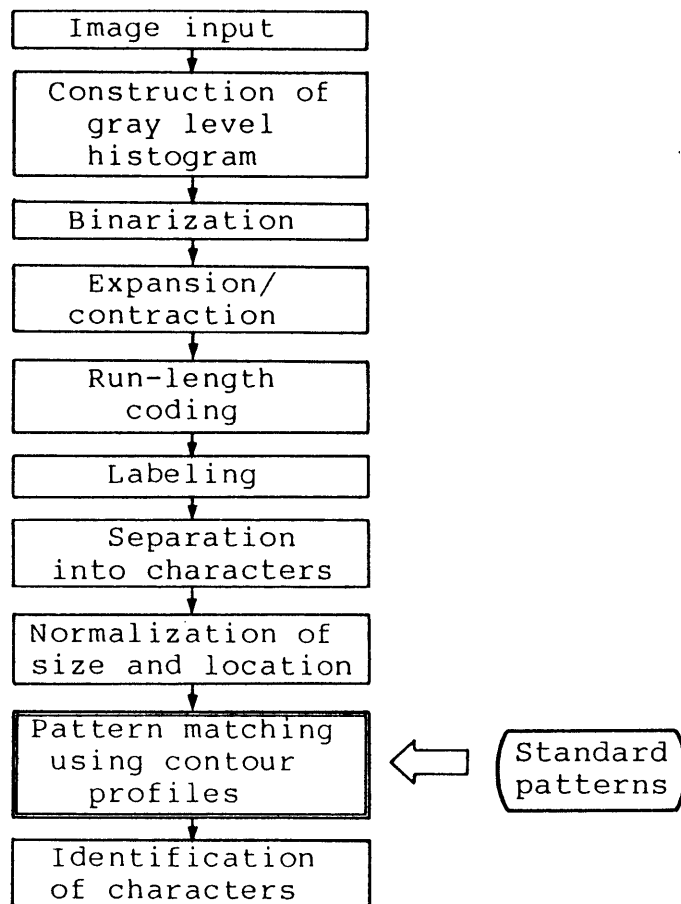 Image input
Construction of
gray level
histogram
Binarization
Expansion/
contraction
Run-length
coding
Labeling
Separation
into characters
Normalization of
size and location
Pattern matching
using contour
profiles
Standard
patterns
Identification
of characters